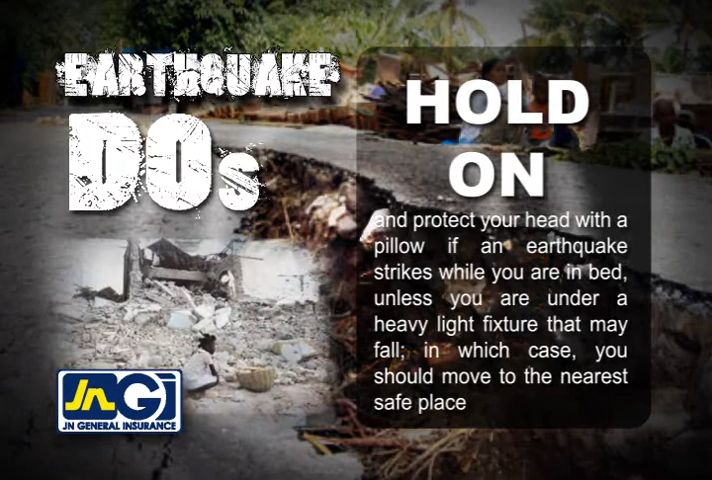 EARTHQUAKE
DOs
HOLD
ON
and protect your head with a
pillow if an earthquake
strikes while you are in bed,
unless you are under a
heavy light fixture that may
fall; in which case, you
should move to the nearest
safe place
JNGI
JN GENERAL INSURANCE